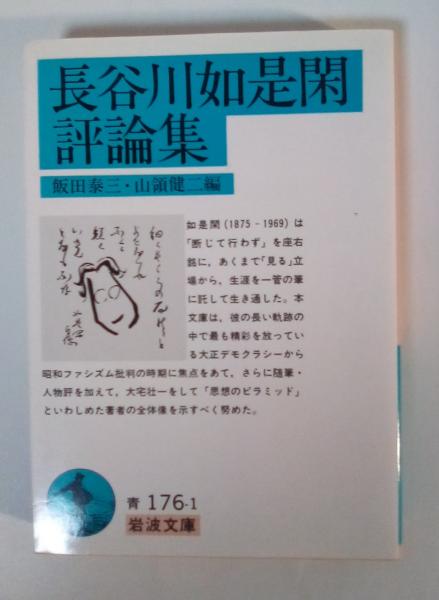 長谷川如是閑
評論集
飯田泰三・山領健二編
如是閑(1875-1969)は
「断じて行わず」を座右
銘に，あくまで「見る」立
場から，生涯を一管の筆
に託して生き通した。本
文庫は，彼の長い軌跡の
中で最も精彩を放ってい
る大正デモクラシーから
昭和ファシズム批判の時期に焦点をあて，さらに随筆・
人物評を加えて，大宅壮一をして「思想のピラミッド」
といわしめた著者の全体像を示すべく努めた。
青 176-1
岩波文庫